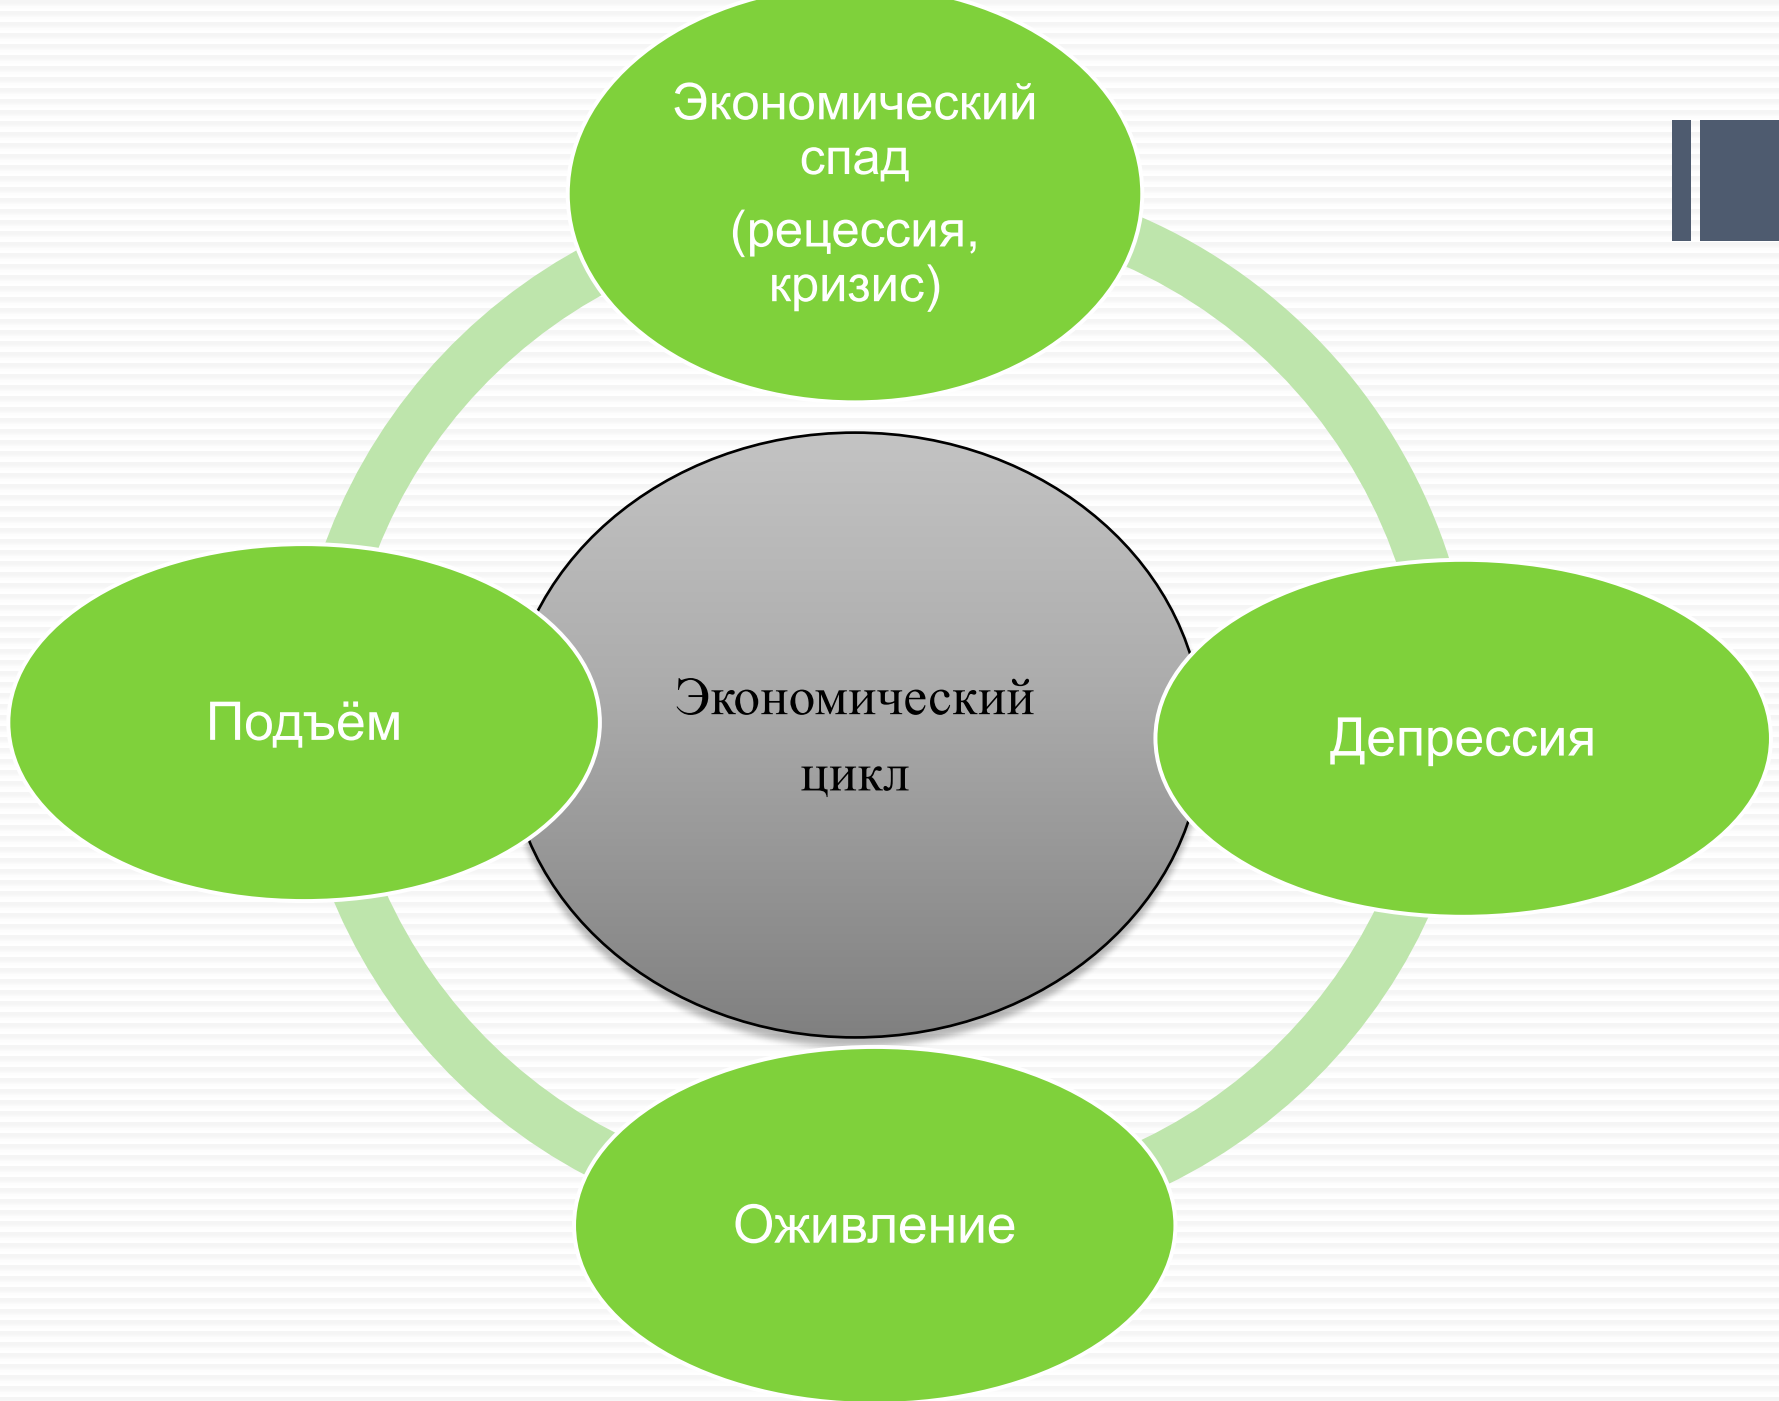 Экономический
спад
(рецессия,
кризис)
Подъём
Экономический
цикл
Депрессия
Оживление